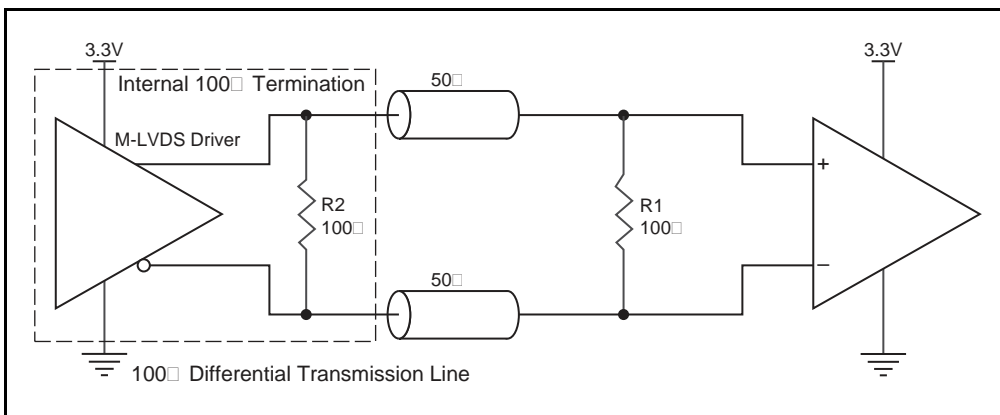 3.3V
3.3V
Internal 100□ Termination
50□
M-LVDS Driver
+
R2
100□
R1
100□
50□
−
100□ Differential Transmission Line